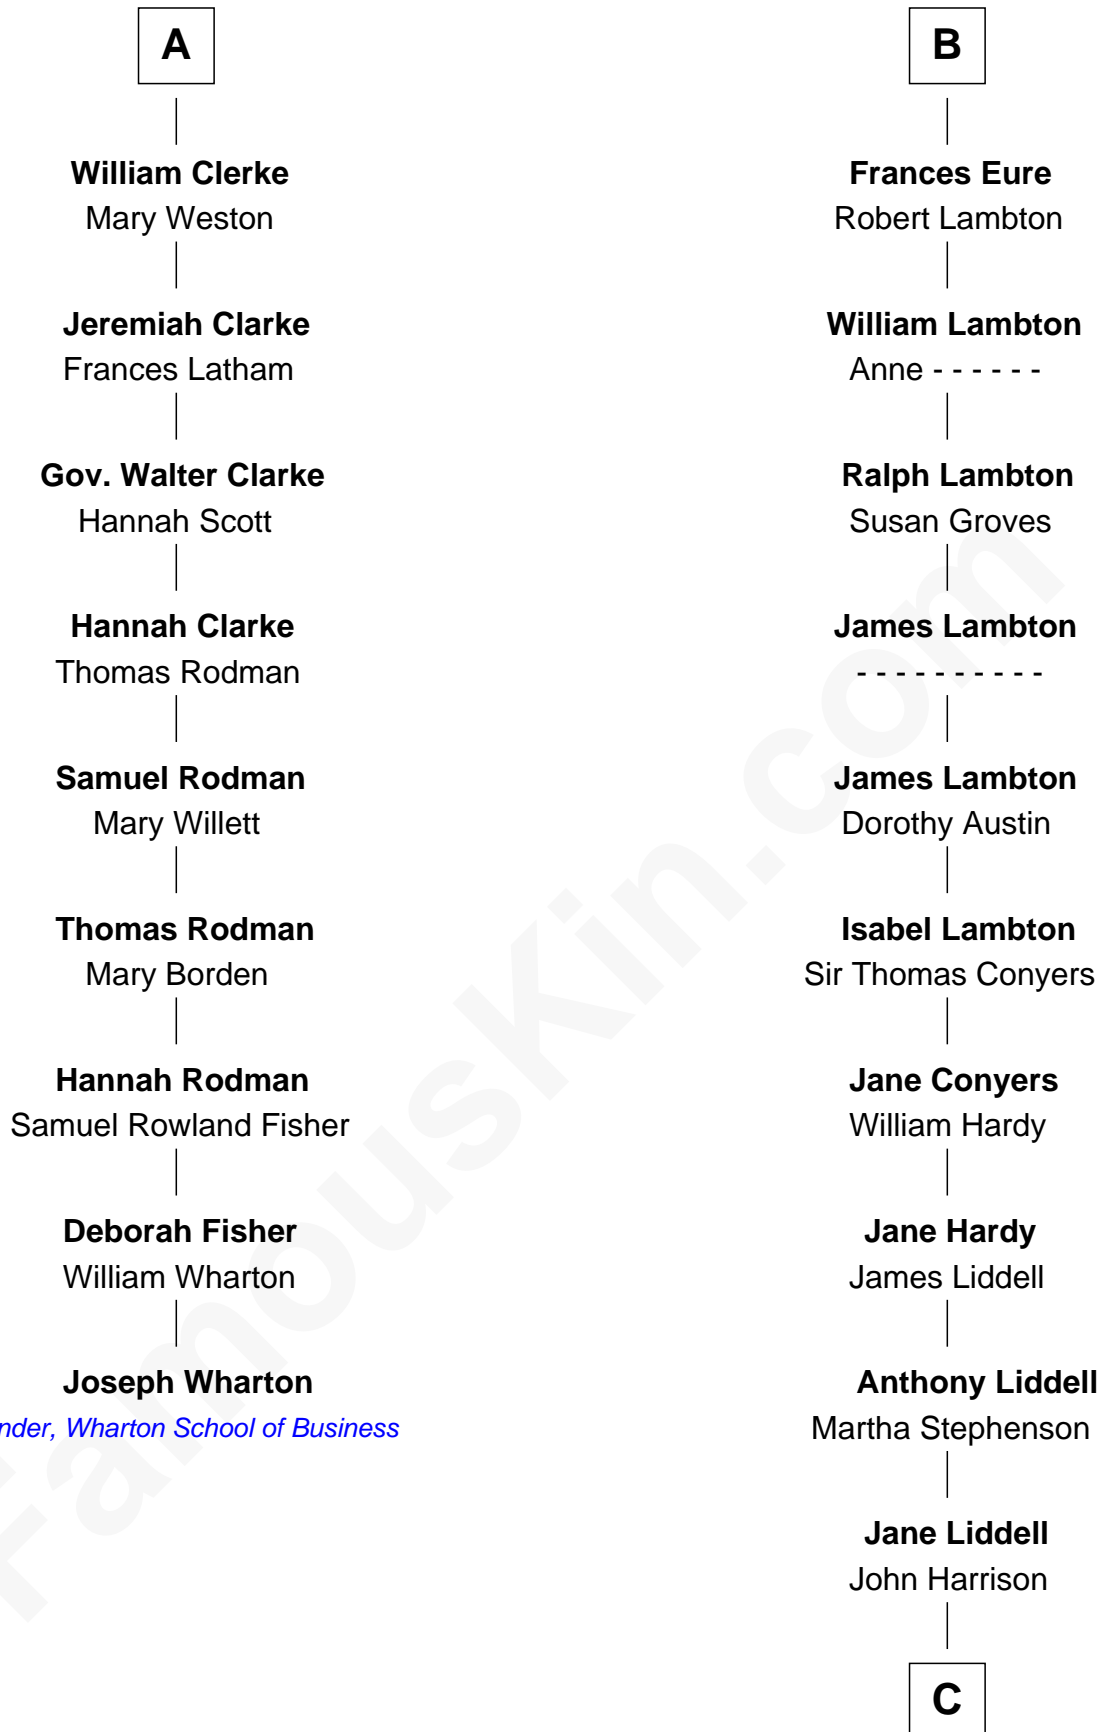 A
William Clerke
Mary Weston
Jeremiah Clarke
Frances Latham
Gov. Walter Clarke
Hannah Scott
Hannah Clarke
Thomas Rodman
Samuel Rodman
Mary Willett
Thomas Rodman
Mary Borden
Hannah Rodman
Samuel Rowland Fisher
Deborah Fisher
William Wharton
Joseph Wharton
nder, Wharton School of Business
B
Frances Eure
Robert Lambton
William Lambton
Anne - - - - - -
Ralph Lambton
Susan Groves
James Lambton
- - - - - - - - - -
James Lambton
Dorothy Austin
Isabel Lambton
Sir Thomas Conyers
Jane Conyers
William Hardy
Jane Hardy
James Liddell
Anthony Liddell
Martha Stephenson
Jane Liddell
John Harrison
C
FamousKin.com